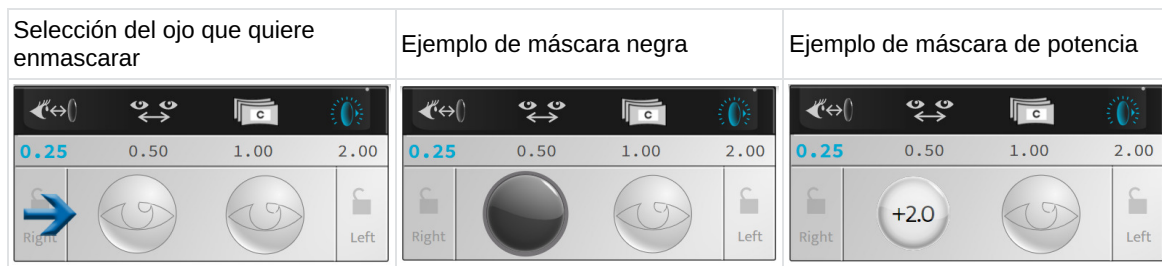 Selección del ojo que quiere
enmascarar
Ejemplo de máscara negra
Ejemplo de máscara de potencia
C
0.25 0.50 1.00 2.00
Right
Left
C
0.25 0.50 1.00 2.00
Right
Left
C
0.25 0.50 1.00 2.00
+2.0
Right
Left